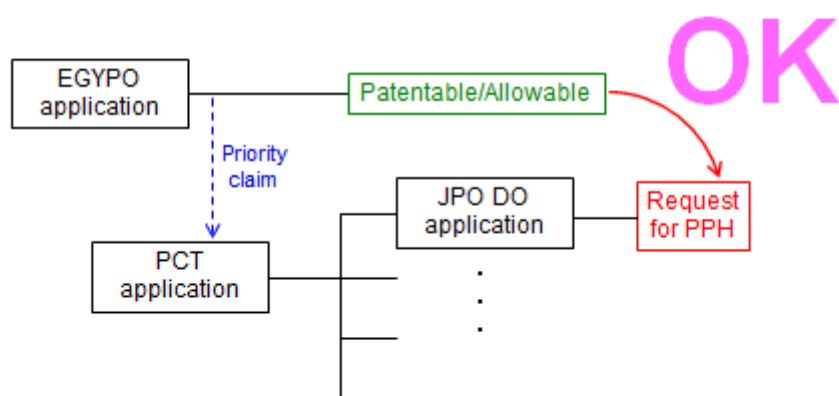 OK
EGYPO
application
Patentable/Allowable
Priority
claim
JPO DO
application
Request
for PPH
PCT
application